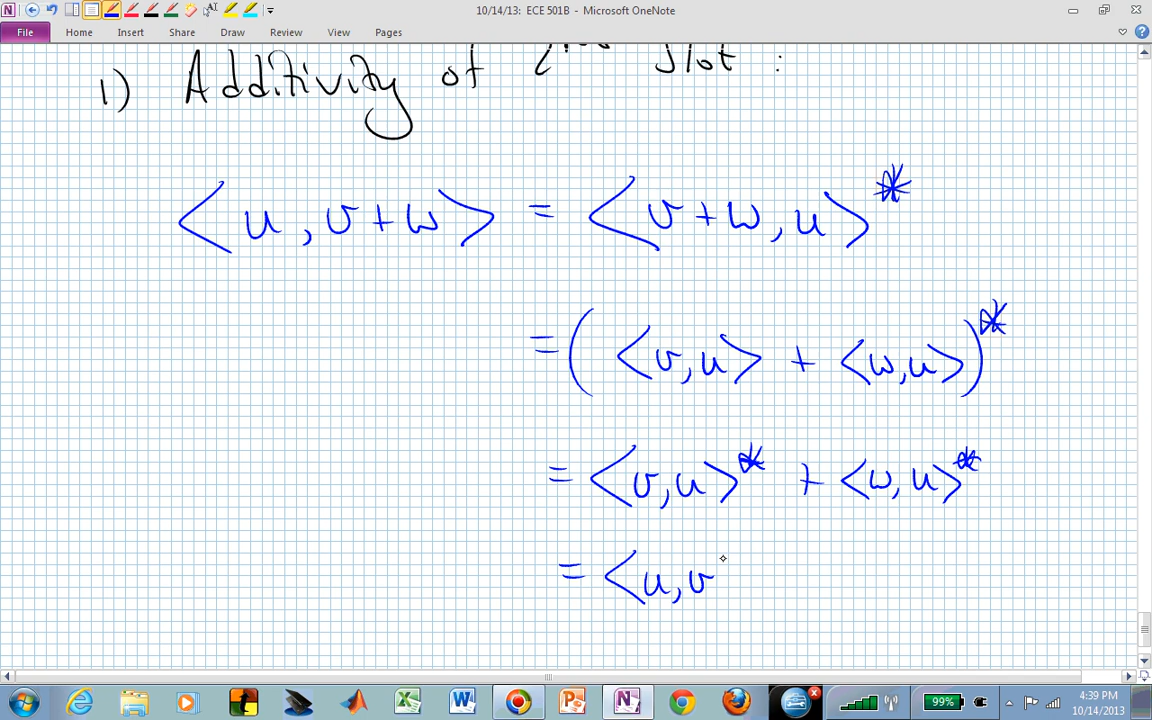 10/14/13: ECE 501B - Microsoft OneNote
File Home Insert Share Draw Review View Pages
1) Additivity of 2nd slot :
<u, v+w> = <v+w, u>*
= (<v,u> + <w,u>)*
= <v,u>* + <w,u>*
= <u,v
99%
4:39 PM
10/14/2013